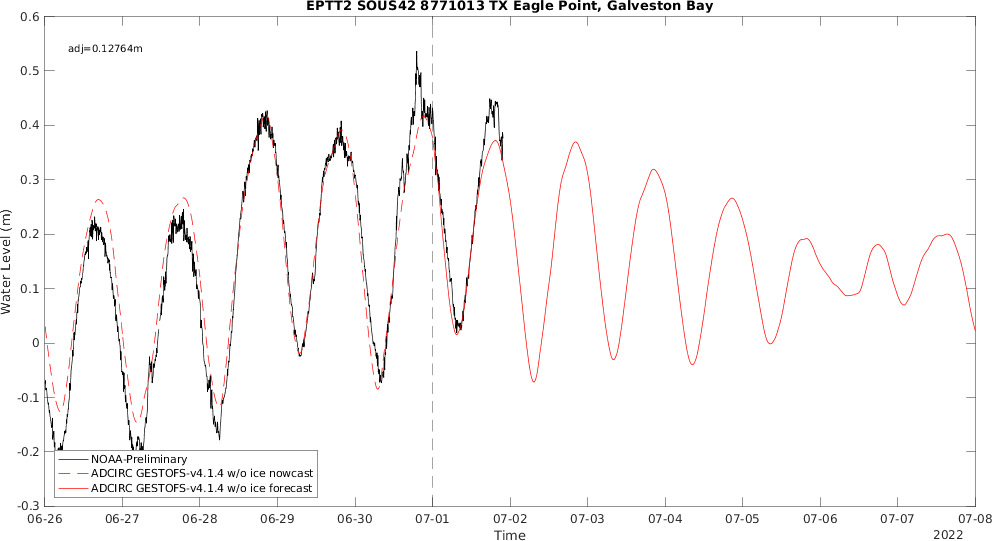 EPTT2 SOUS42 8771013 TX Eagle Point, Galveston Bay
adj=0.12764m
0.6
0.5
0.4
0.3
0.2
0.1
0
-0.1
-0.2
-0.3
Water Level (m)
NOAA-Preliminary
ADCIRC GESTOFS-v4.1.4 w/o ice nowcast
ADCIRC GESTOFS-v4.1.4 w/o ice forecast
06-26 06-27 06-28 06-29 06-30 07-01 07-02 07-03 07-04 07-05 07-06 07-07 07-08
Time
2022